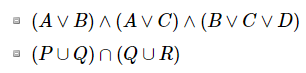 (A ∨ B) ∧ (A ∨ C) ∧ (B ∨ C ∨ D)
(P ∪ Q) ∩ (Q ∪ R)